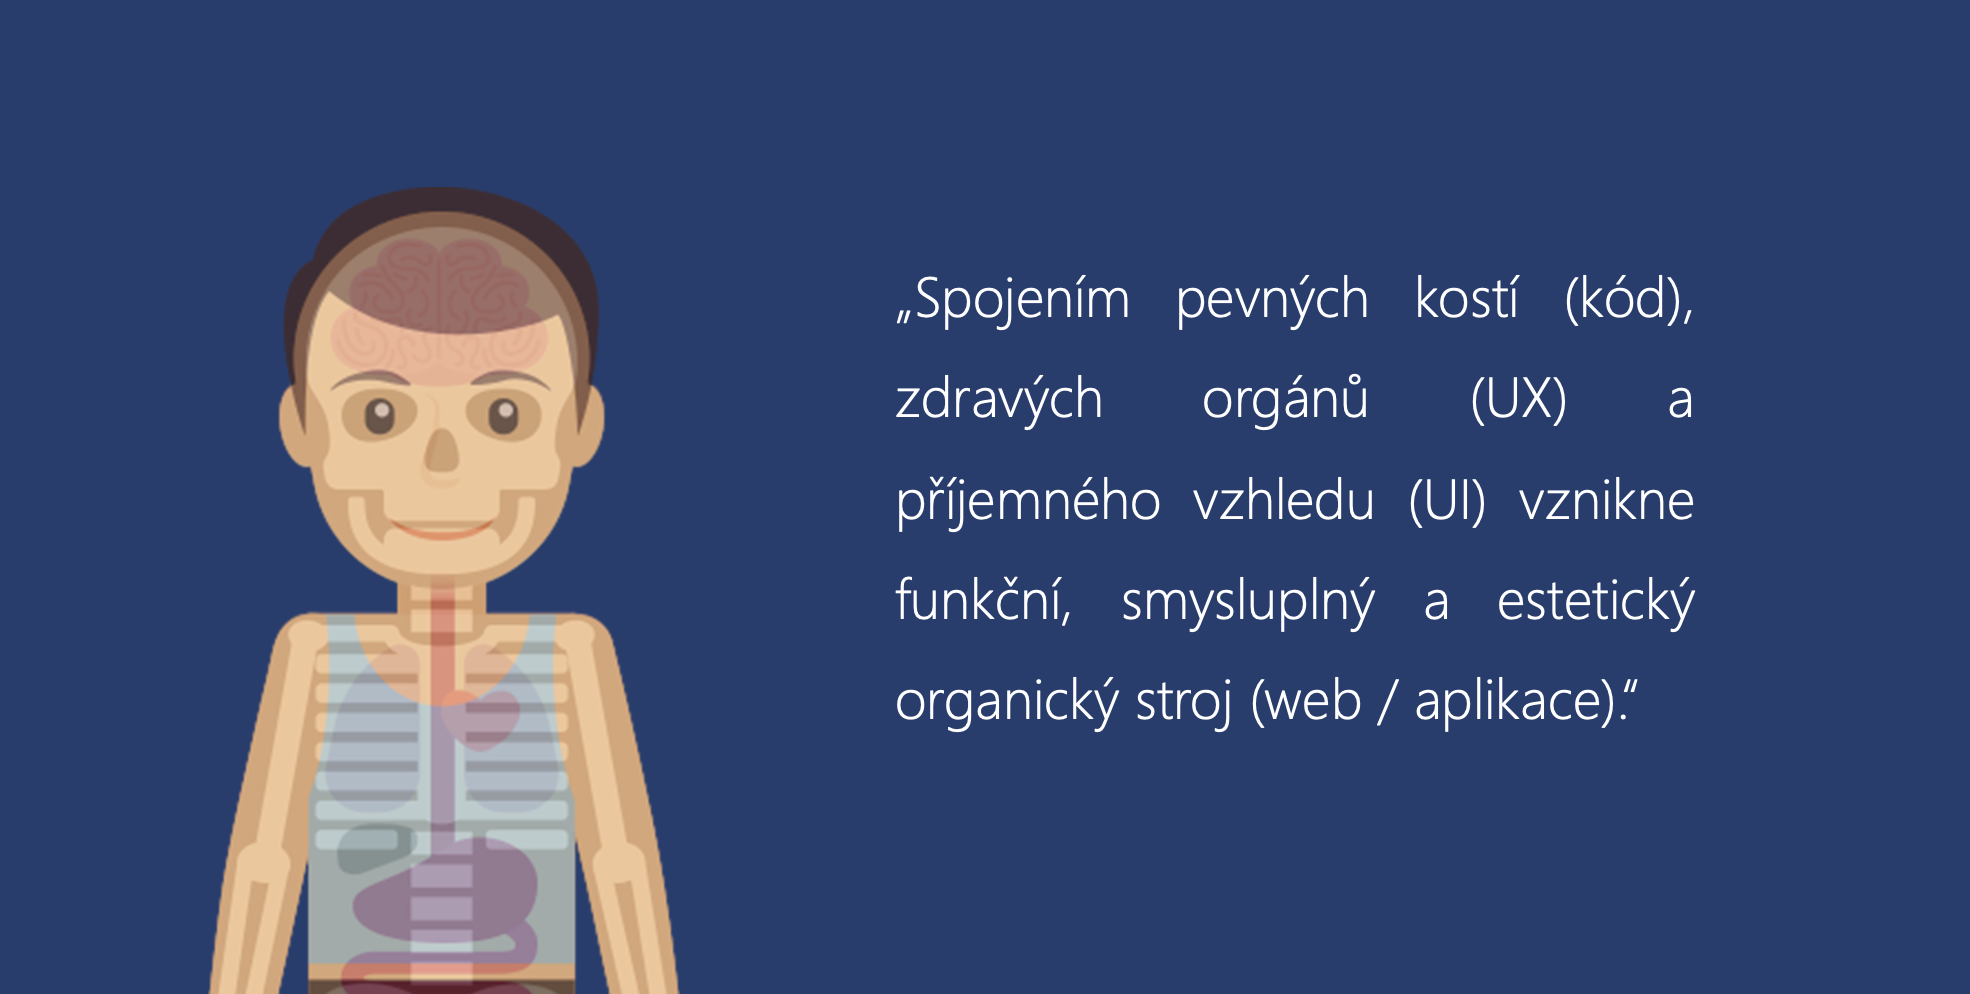 „Spojením pevných kostí (kód),
zdravých orgánů (UX) a
příjemného vzhledu (UI) vznikne
funkční, smysluplný a estetický
organický stroj (web / aplikace).“